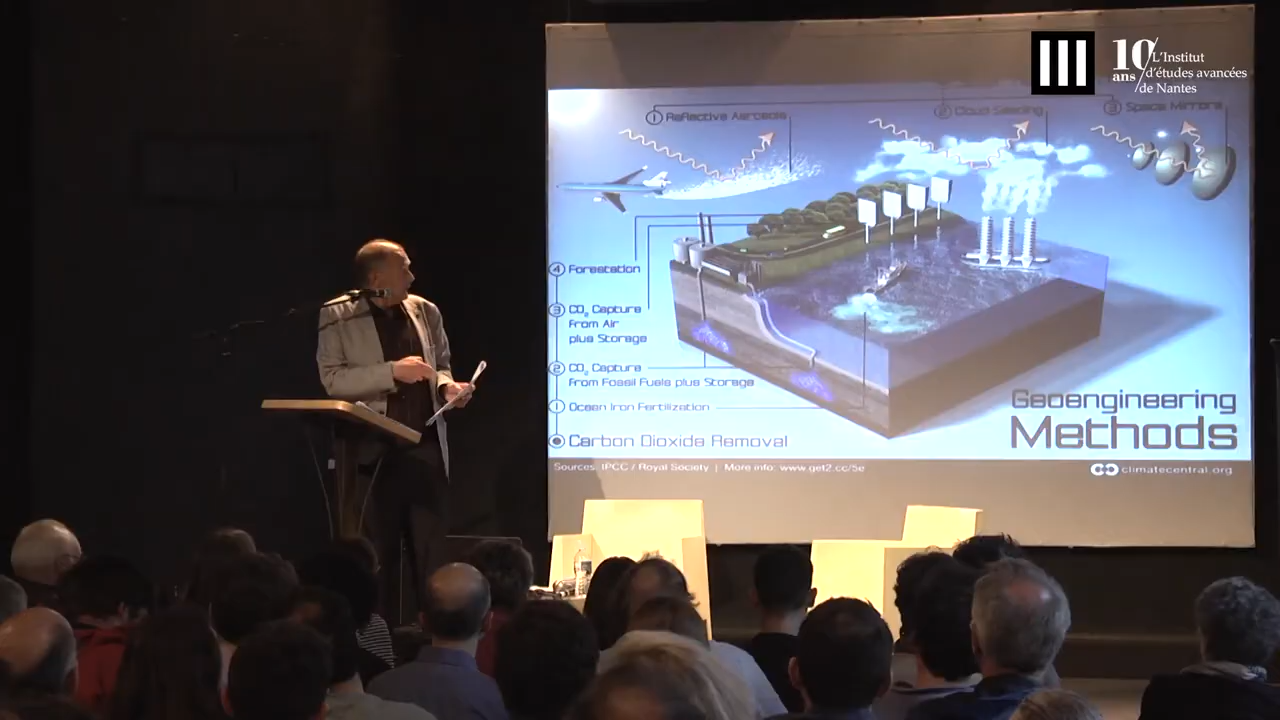 10 ans
L'Institut
d'études avancées
de Nantes
1 Reflective Aerosols
2 Cloud Seeding
3 Space Mirrors
4 Forestation
3 CO₂ Capture
from Air
plus Storage
2 CO₂ Capture
from Fossil Fuels plus Storage
1 Ocean Iron Fertilization
Carbon Dioxide Removal
Geoengineering
Methods
Sources: IPCC / Royal Society | More info: www.get2.cc/5e
climatecentral.org